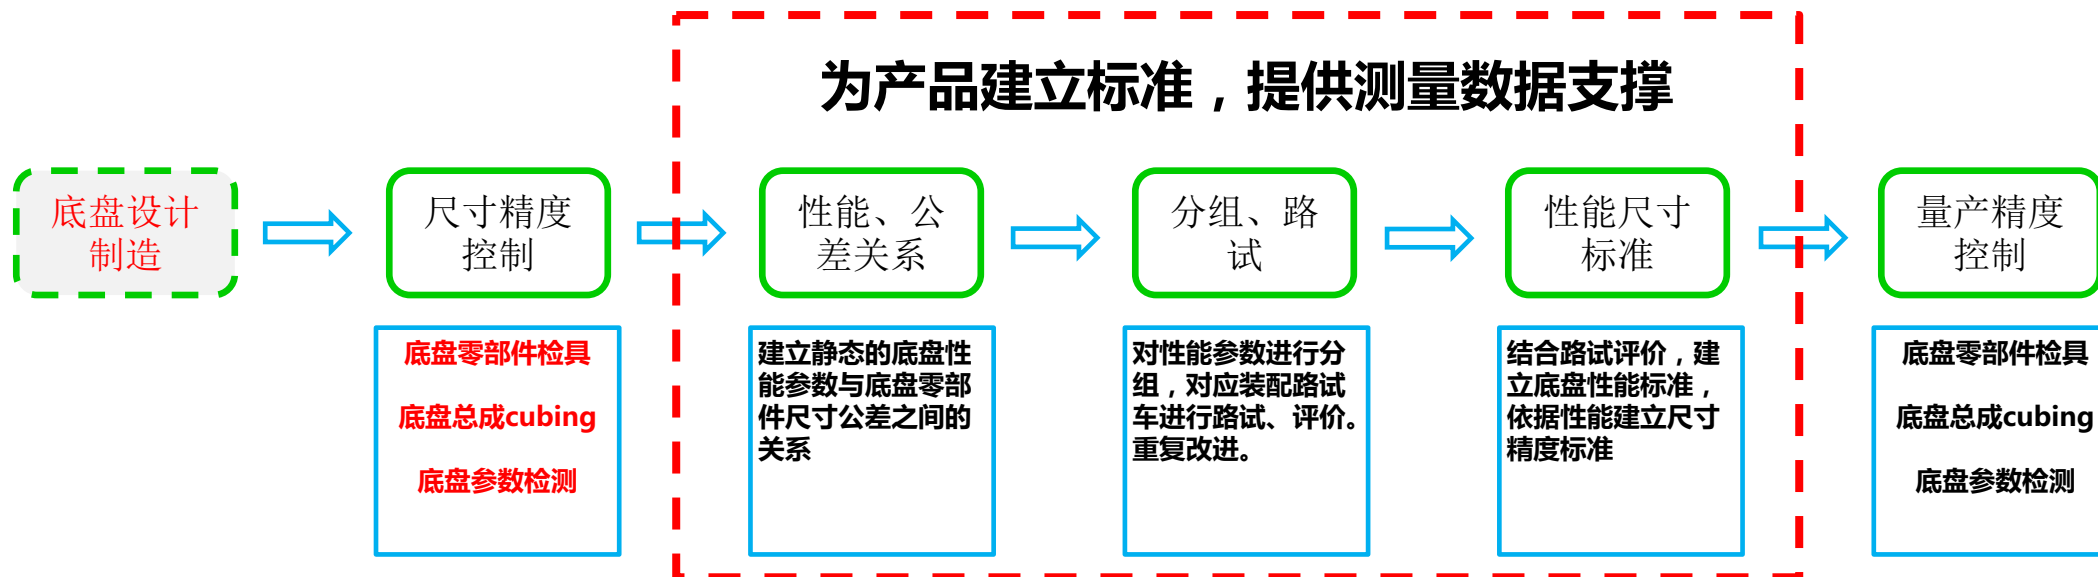 为产品建立标准，提供测量数据支撑
底盘设计
制造
尺寸精度
控制
性能、公
差关系
分组、路
试
性能尺寸
标准
量产精度
控制
底盘零部件检具
底盘总成cubing
底盘参数检测
建立静态的底盘性
能参数与底盘零部
件尺寸公差之间的
关系
对性能参数进行分
组，对应装配路试
车进行路试、评价。
重复改进。
结合路试评价，建
立底盘性能标准，
依据性能建立尺寸
精度标准
底盘零部件检具
底盘总成cubing
底盘参数检测